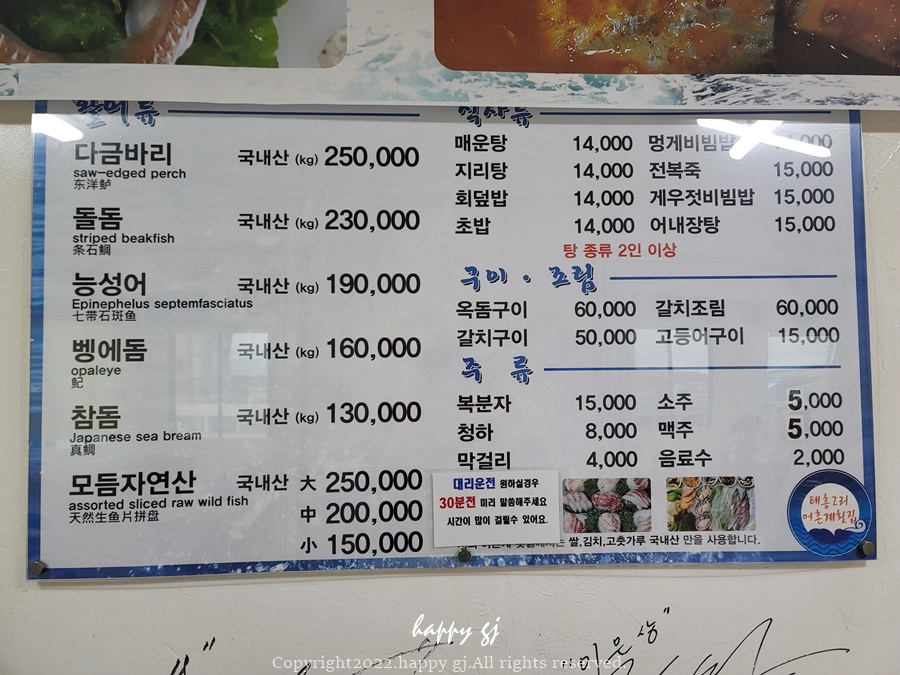 활어류
다금바리 국내산 (kg) 250,000
saw-edged perch
东洋鲈
돌돔 국내산 (kg) 230,000
striped beakfish
条石鲷
능성어 국내산 (kg) 190,000
Epinephelus septemfasciatus
七带石斑鱼
벵에돔 국내산 (kg) 160,000
opaleye
鱾
참돔 국내산 (kg) 130,000
Japanese sea bream
真鲷
모듬자연산 국내산 大 250,000
assorted sliced raw wild fish
天然生鱼片拼盘
中 200,000
小 150,000
식사류
매운탕 14,000 멍게비빔밥
지리탕 14,000 전복죽 15,000
회덮밥 14,000 게우젓비빔밥 15,000
초밥 14,000 어내장탕 15,000
탕 종류 2인 이상
구이 · 조림
옥돔구이 60,000 갈치조림 60,000
갈치구이 50,000 고등어구이 15,000
주 류
복분자 15,000 소주 5,000
청하 8,000 맥주 5,000
막걸리 4,000 음료수 2,000
대리운전 원하실경우
30분전 미리 말씀해주세요
시간이 많이 걸릴수 있어요.
쌀,김치,고춧가루 국내산 만을 사용합니다.
태흥2리
어촌계횟집
happy gj
Copyright2022.happy gj.All rights reserved.